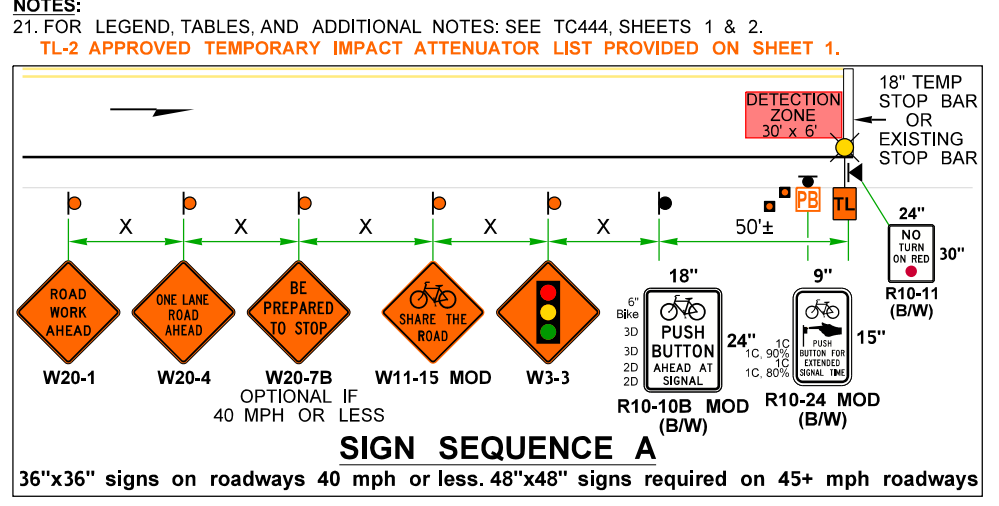 NOTES:
21. FOR LEGEND, TABLES, AND ADDITIONAL NOTES: SEE TC444, SHEETS 1 & 2.
TL-2 APPROVED TEMPORARY IMPACT ATTENUATOR LIST PROVIDED ON SHEET 1.
DETECTION
ZONE
30' x 6'
18" TEMP
STOP BAR
OR
EXISTING
STOP BAR
PB
TL
X
X
X
X
50'±
24"
NO
TURN
ON RED
30"
R10-11
(B/W)
ROAD
WORK
AHEAD
W20-1
ONE LANE
ROAD
AHEAD
W20-4
BE
PREPARED
TO STOP
W20-7B
OPTIONAL IF
40 MPH OR LESS
SHARE THE
ROAD
W11-15 MOD
W3-3
18"
6"
Bike
3D
3D
2D
2D
PUSH
BUTTON
AHEAD AT
SIGNAL
24"
R10-10B MOD
(B/W)
9"
1C
1C, 90%
1C
1C, 80%
PUSH
BUTTON FOR
EXTENDED
SIGNAL TIME
15"
R10-24 MOD
(B/W)
SIGN SEQUENCE A
36"x36" signs on roadways 40 mph or less. 48"x48" signs required on 45+ mph roadways